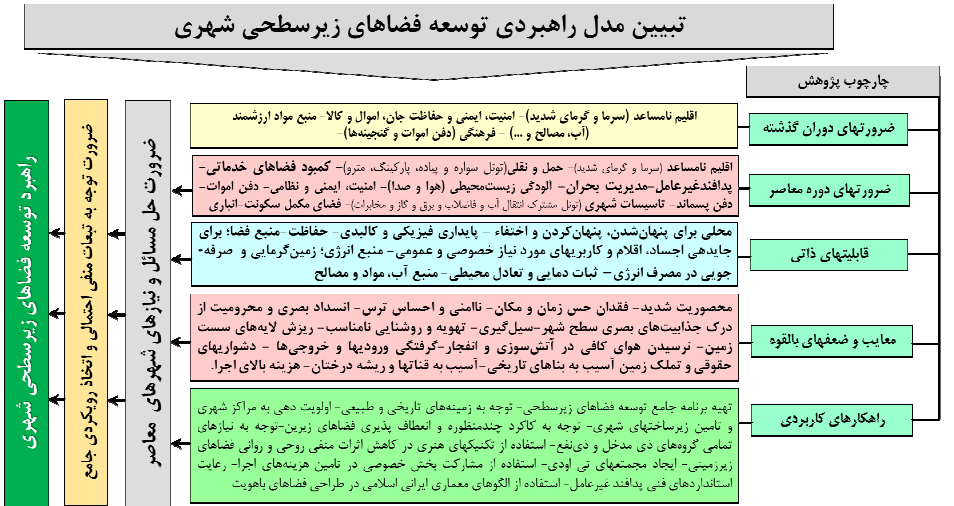 تبیین مدل راهبردی توسعه فضاهای زیرسطحی شهری
چارچوب پژوهش
ضرورتهای دوران گذشته
اقلیم نامساعد (سرما و گرمای شدید)- امنیت، ایمنی و حفاظت جان، اموال و کالا- منبع مواد ارزشمند
(آب، مصالح و ...) - فرهنگی (دفن اموات و گنجینه‌ها)-
ضرورتهای دوره معاصر
اقلیم نامساعد (سرما و گرمای شدید)- حمل و نقلی(تونل سواره و پیاده، پارکینگ، مترو)- کمبود فضاهای خدماتی-
پدافندغیرعامل-مدیریت بحران- الودگی زیست‌محیطی (هوا و صدا)- امنیت، ایمنی و نظامی- دفن اموات-
دفن پسماند- تاسیسات شهری (تونل مشترک انتقال آب و فاضلاب و برق و گاز و مخابرات)- فضای مکمل سکونت-انباری
قابلیتهای ذاتی
محلی برای پنهان‌شدن، پنهان‌کردن و اختفاء - پایداری فیزیکی و کالبدی- حفاظت-منبع فضا؛ برای
جایدهی اجساد، اقلام و کاربریهای مورد نیاز خصوصی و عمومی- منبع انرژی؛ زمین‌گرمایی و صرفه-
جویی در مصرف انرژی – ثبات دمایی و تعادل محیطی-منبع آب، مواد و مصالح
معایب و ضعفهای بالقوه
محصوریت شدید- فقدان حس زمان و مکان- ناامنی و احساس ترس- انسداد بصری و محرومیت از
درک جذابیت‌های بصری سطح شهر-سیل‌گیری- تهویه و روشنایی نامناسب- ریزش لایه‌های سست
زمین- نرسیدن هوای کافی در آتش‌سوزی و انفجار-گرفتگی ورودیها و خروجی‌ها - دشواریهای
حقوقی و تملک زمین آسیب به بناهای تاریخی-آسیب به قناتها و ریشه درختان- هزینه بالای اجرا.
راهکارهای کاربردی
تهیه برنامه جامع توسعه فضاهای زیرسطحی- توجه به زمینه‌های تاریخی و طبیعی- اولویت دهی به مراکز شهری
و تامین زیرساختهای شهری- توجه به کاکرد چندمنظوره و انعطاف پذیری فضاهای زیرین-توجه به نیازهای
تمامی گروه‌های ذی مدخل و ذی‌نفع- استفاده از تکنیکهای هنری در کاهش اثرات منفی روحی و روانی فضاهای
زیرزمینی- ایجاد مجمتعهای تی اودی- استفاده از مشارکت بخش خصوصی در تامین هزینه‌های اجرا- رعایت
استانداردهای فنی پدافند غیرعامل- استفاده از الگوهای معماری ایرانی اسلامی در طراحی فضاهای باهویت
ضرورت حل مسائل و نیازهای شهرهای معاصر
ضرورت توجه به تبعات منفی احتمالی و اتخاذ رویکردی جامع
راهبرد توسعه فضاهای زیرسطحی شهری